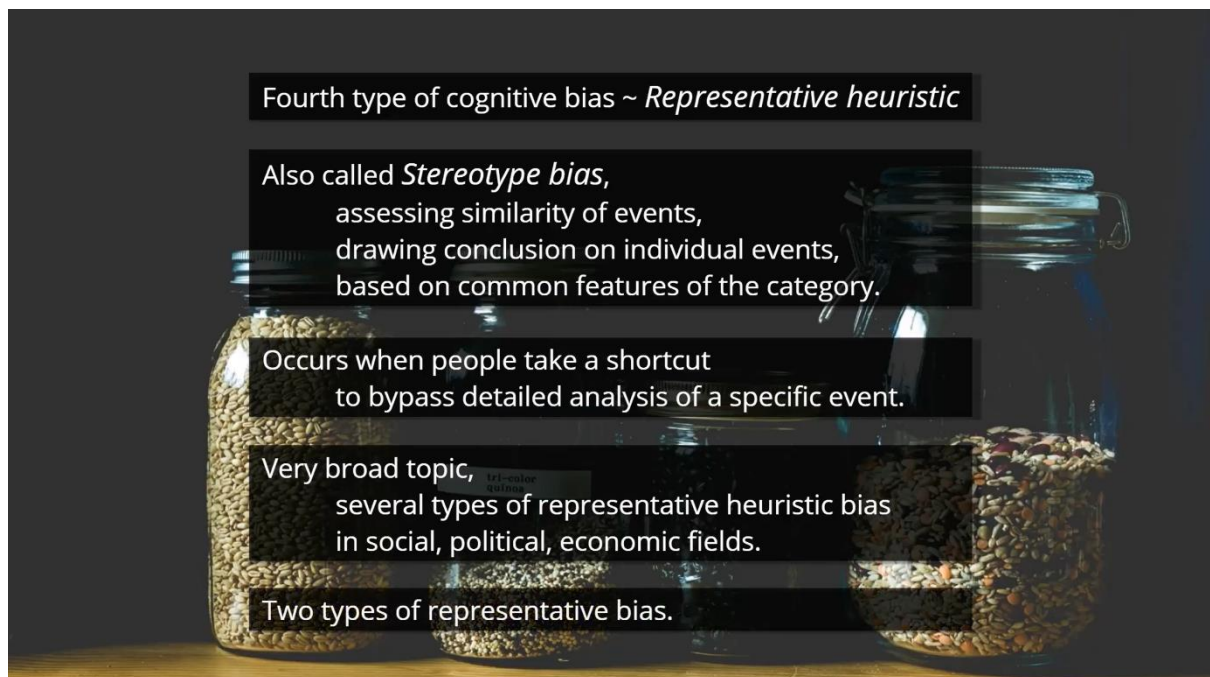 Fourth type of cognitive bias ~ Representative heuristic
Also called Stereotype bias,
assessing similarity of events,
drawing conclusion on individual events,
based on common features of the category.
Occurs when people take a shortcut
to bypass detailed analysis of a specific event.
Very broad topic,
tri-color
quinoa
several types of representative heuristic bias
in social, political, economic fields.
Two types of representative bias.